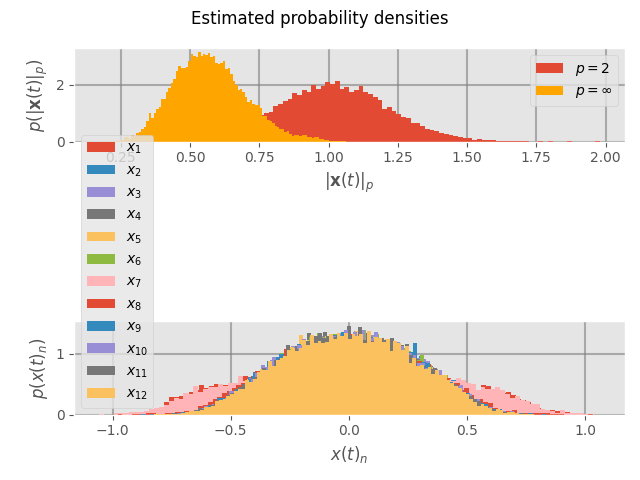 Estimated probability densities
p(|x(t)|ₚ)
2
0
p = 2
p = ∞
0.25 0.50 0.75 1.00 1.25 1.50 1.75 2.00
|x(t)|ₚ
x₁
x₂
x₃
x₄
x₅
x₆
x₇
x₈
x₉
x₁₀
x₁₁
x₁₂
p(x(t)ₙ)
1
0
−1.0 −0.5 0.0 0.5 1.0
x(t)ₙ